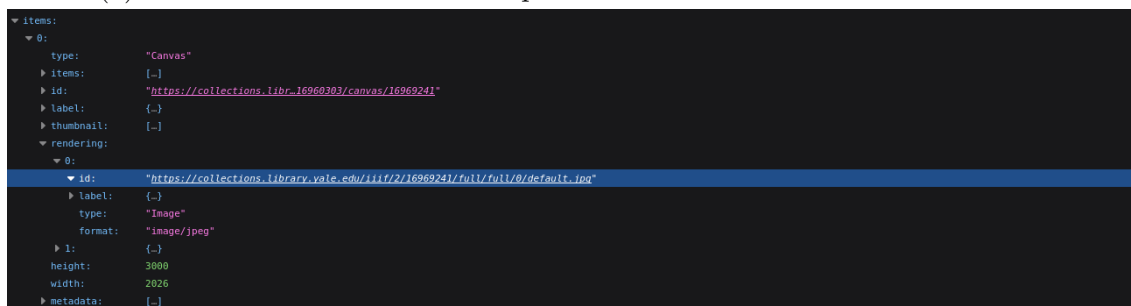 ▼ items:
▼ 0:
type: "Canvas"
▶ items: […]
▶ id: "https://collections.libr…16960303/canvas/16969241"
▶ label: {…}
▶ thumbnail: […]
▼ rendering:
▼ 0:
▼ id: "https://collections.library.yale.edu/iiif/2/16969241/full/full/0/default.jpg"
▶ label: {…}
type: "Image"
format: "image/jpeg"
▶ 1: {…}
height: 3000
width: 2026
▶ metadata: […]